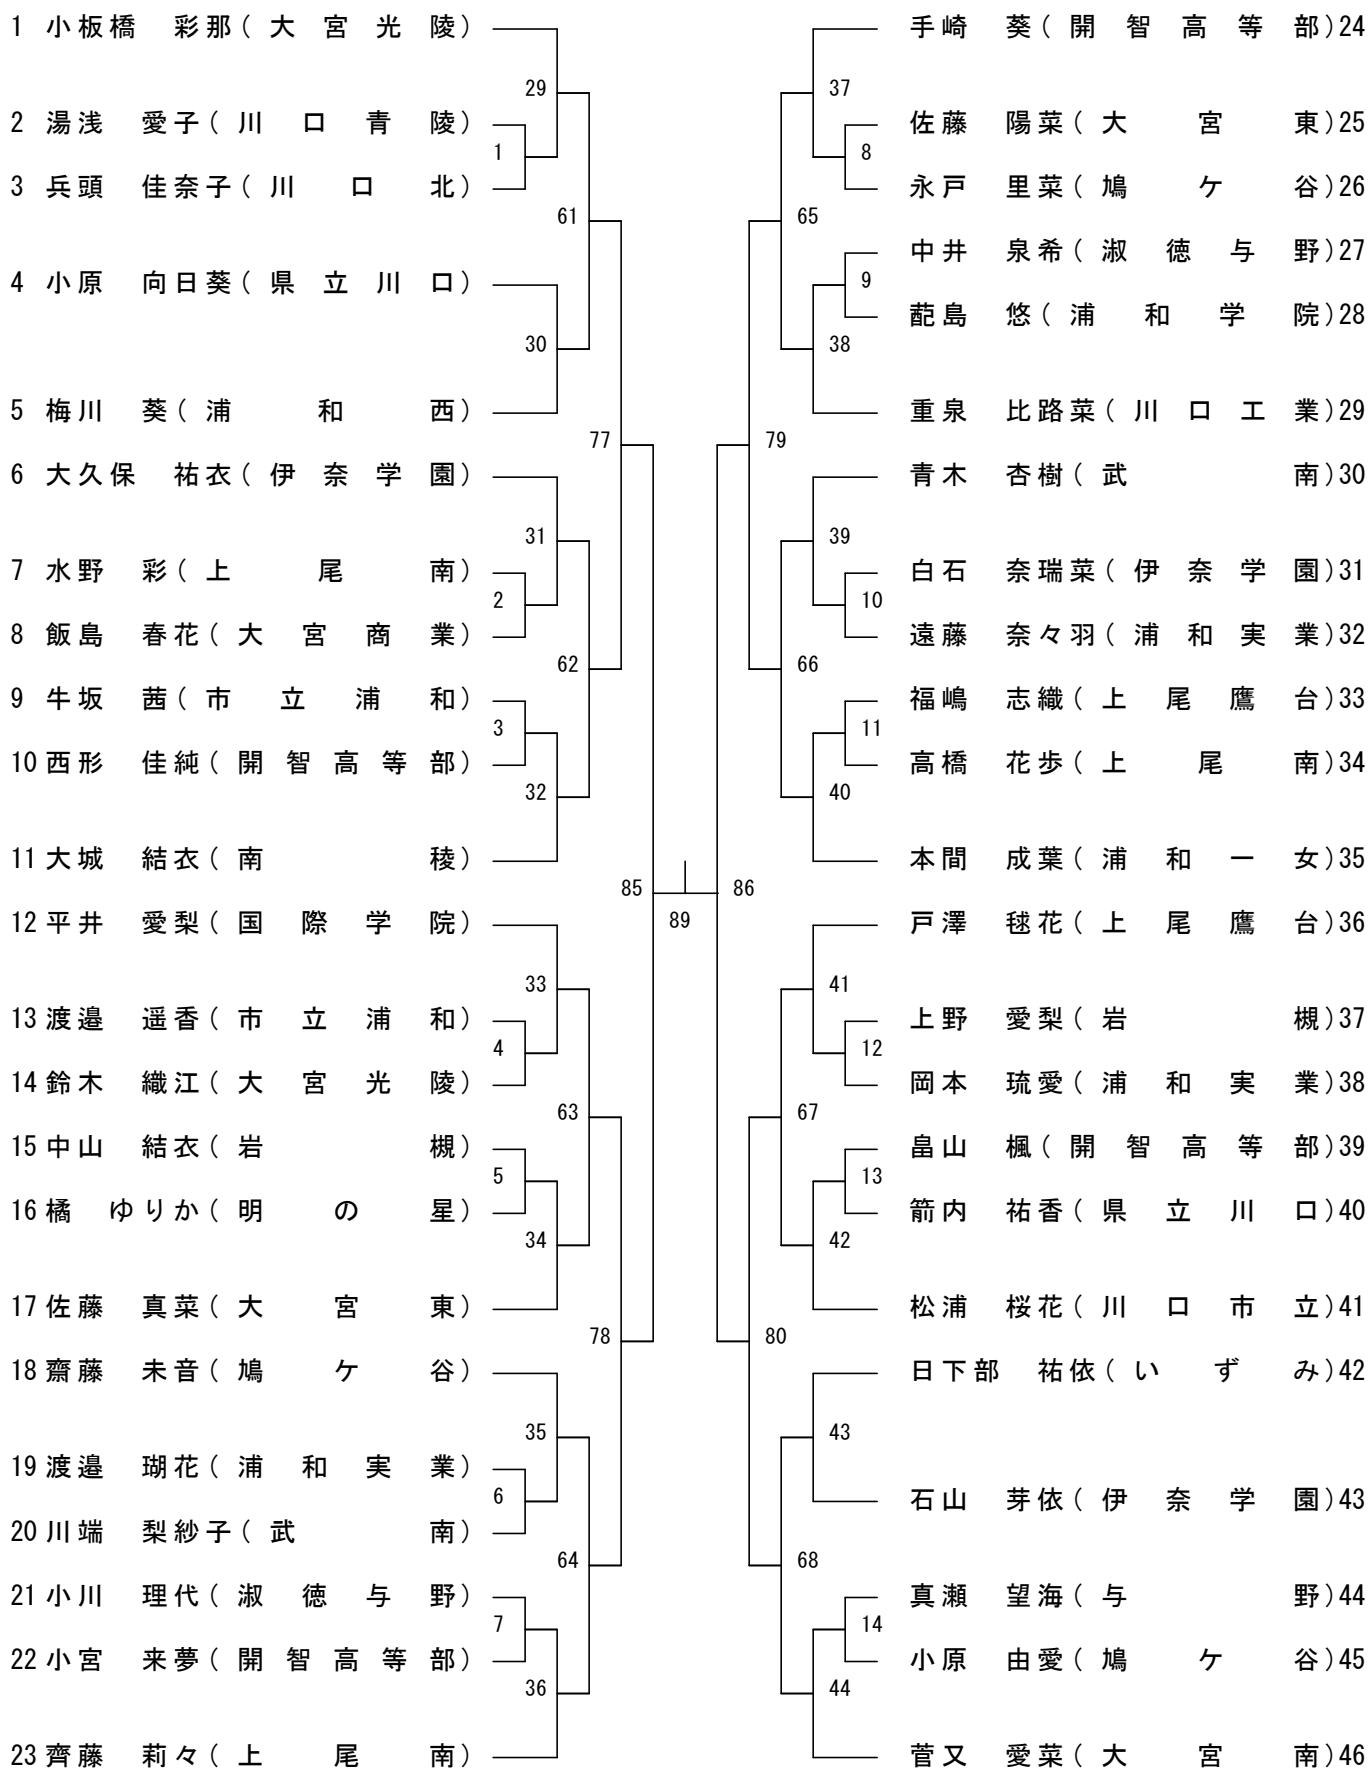 1 小板橋 彩那(大宮光陵)
29
2 湯浅 愛子(川口青陵)
1
3 兵頭 佳奈子(川口北)
61
4 小原 向日葵(県立川口)
30
5 梅川 葵(浦和西)
77
6 大久保 祐衣(伊奈学園)
31
7 水野 彩(上尾南)
2
8 飯島 春花(大宮商業)
62
9 牛坂 茜(市立浦和)
3
10 西形 佳純(開智高等部)
32
11 大城 結衣(南稜)
85
12 平井 愛梨(国際学院)
33
13 渡邉 遥香(市立浦和)
4
14 鈴木 織江(大宮光陵)
63
15 中山 結衣(岩槻)
5
16 橘 ゆりか(明の星)
34
17 佐藤 真菜(大宮東)
78
18 齋藤 未音(鳩ケ谷)
35
19 渡邉 瑚花(浦和実業)
6
20 川端 梨紗子(武南)
64
21 小川 理代(淑徳与野)
7
22 小宮 来夢(開智高等部)
36
23 齊藤 莉々(上尾南)
89
手崎 葵(開智高等部)24
37
佐藤 陽菜(大宮東)25
8
永戸 里菜(鳩ケ谷)26
65
中井 泉希(淑徳与野)27
9
蓜島 悠(浦和学院)28
38
重泉 比路菜(川口工業)29
79
青木 杏樹(武南)30
39
白石 奈瑞菜(伊奈学園)31
10
遠藤 奈々羽(浦和実業)32
66
福嶋 志織(上尾鷹台)33
11
高橋 花歩(上尾南)34
40
本間 成葉(浦和一女)35
86
戸澤 毬花(上尾鷹台)36
41
上野 愛梨(岩槻)37
12
岡本 琉愛(浦和実業)38
67
畠山 楓(開智高等部)39
13
箭内 祐香(県立川口)40
42
松浦 桜花(川口市立)41
80
日下部 祐依(いずみ)42
43
石山 芽依(伊奈学園)43
68
真瀬 望海(与野)44
14
小原 由愛(鳩ケ谷)45
44
菅又 愛菜(大宮南)46